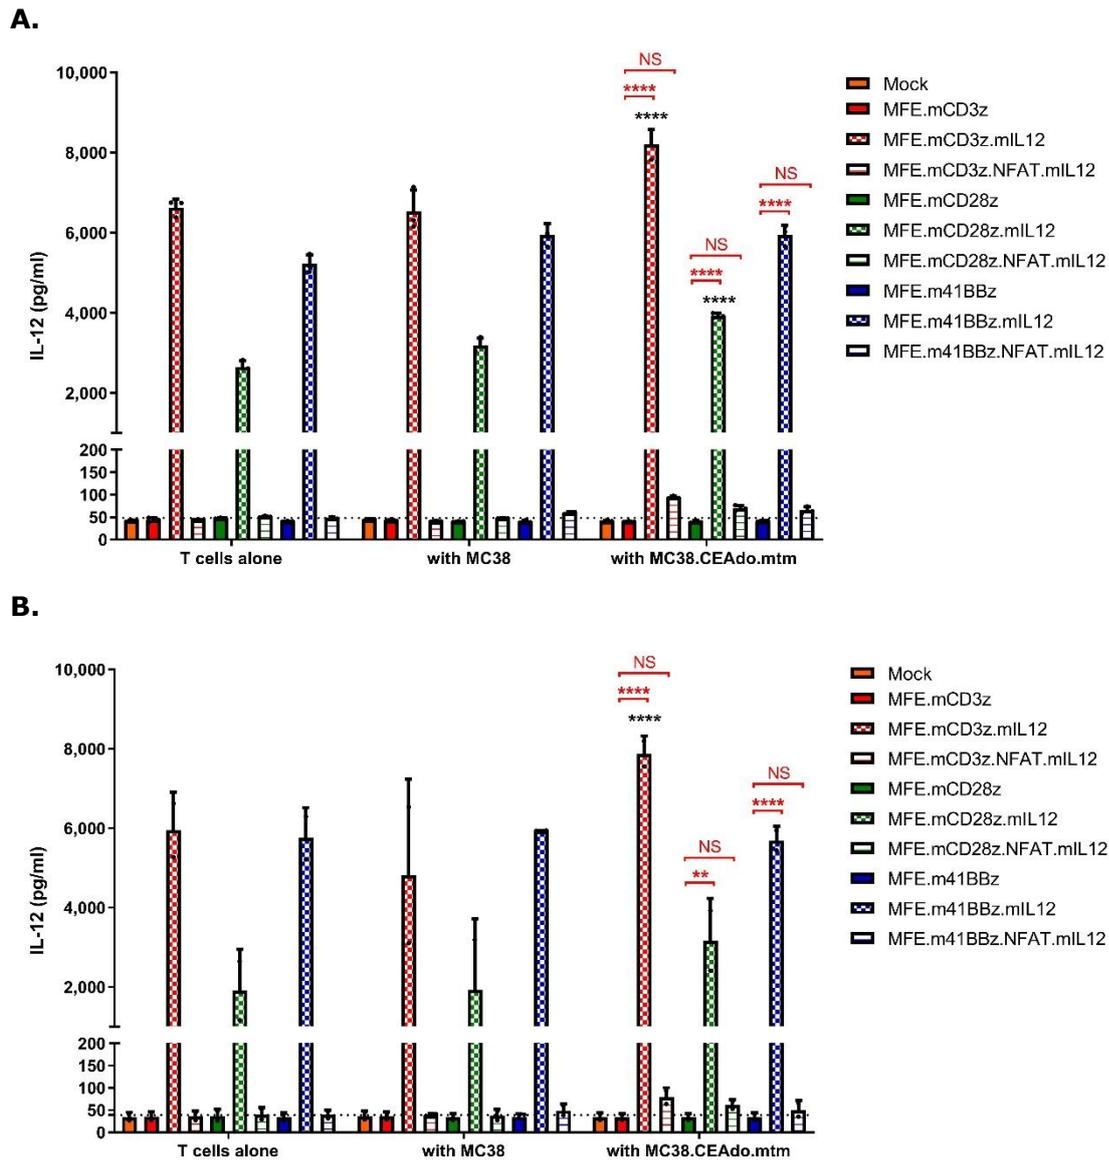 A.
NS
10,000
****
Mock
MFE.mCD3z
****
MFE.mCD3z.mIL12
8,000
MFE.mCD3z.NFAT.mIL12
NS
MFE.mCD28z
****
MFE.mCD28z.mIL12
6,000
NS
MFE.mCD28z.NFAT.mIL12
****
MFE.m41BBz
****
MFE.m41BBz.mIL12
4,000
MFE.m41BBz.NFAT.mIL12
IL-12 (pg/ml)
2,000
200
150
100
50
0
T cells alone with MC38 with MC38.CEAdo.mtm
B.
NS
10,000
****
Mock
MFE.mCD3z
****
MFE.mCD3z.mIL12
8,000
MFE.mCD3z.NFAT.mIL12
NS
MFE.mCD28z
****
MFE.mCD28z.mIL12
6,000
NS
MFE.mCD28z.NFAT.mIL12
**
MFE.m41BBz
MFE.m41BBz.mIL12
4,000
MFE.m41BBz.NFAT.mIL12
IL-12 (pg/ml)
2,000
200
150
100
50
0
T cells alone with MC38 with MC38.CEAdo.mtm